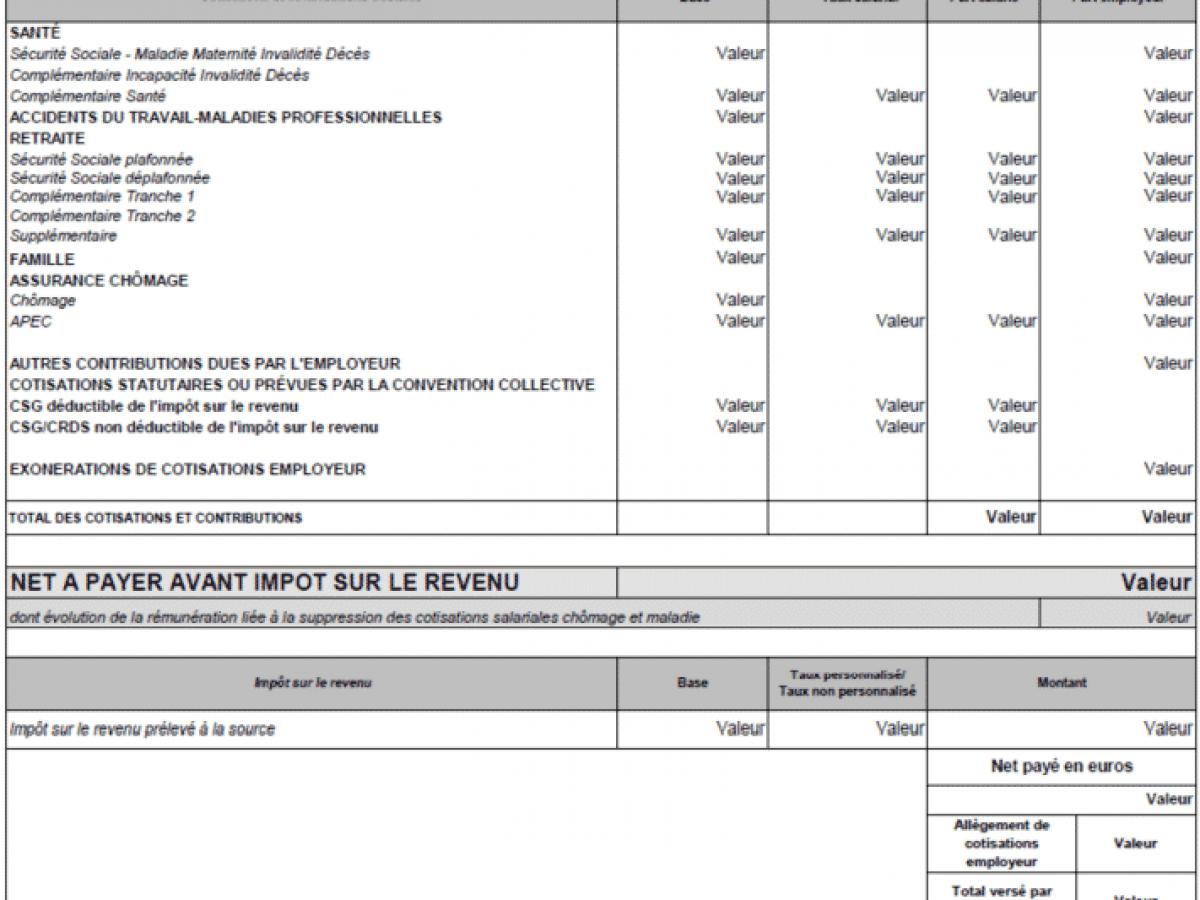 SANTÉ
Sécurité Sociale - Maladie Maternité Invalidité Décès Valeur Valeur
Complémentaire Incapacité Invalidité Décès
Complémentaire Santé Valeur Valeur Valeur Valeur
ACCIDENTS DU TRAVAIL-MALADIES PROFESSIONNELLES Valeur Valeur
RETRAITE
Sécurité Sociale plafonnée Valeur Valeur Valeur Valeur
Sécurité Sociale déplafonnée Valeur Valeur Valeur Valeur
Complémentaire Tranche 1 Valeur Valeur Valeur Valeur
Complémentaire Tranche 2
Supplémentaire Valeur Valeur Valeur Valeur
FAMILLE Valeur Valeur
ASSURANCE CHÔMAGE
Chômage Valeur Valeur
APEC Valeur Valeur Valeur Valeur
AUTRES CONTRIBUTIONS DUES PAR L'EMPLOYEUR Valeur
COTISATIONS STATUTAIRES OU PRÉVUES PAR LA CONVENTION COLLECTIVE
CSG déductible de l'impôt sur le revenu Valeur Valeur Valeur
CSG/CRDS non déductible de l'impôt sur le revenu Valeur Valeur Valeur
EXONERATIONS DE COTISATIONS EMPLOYEUR Valeur
TOTAL DES COTISATIONS ET CONTRIBUTIONS Valeur Valeur
NET A PAYER AVANT IMPOT SUR LE REVENU Valeur
dont évolution de la rémunération liée à la suppression des cotisations salariales chômage et maladie Valeur
Impôt sur le revenu Base Taux personnalisé/
Taux non personnalisé Montant
Impôt sur le revenu prélevé à la source Valeur Valeur Valeur
Net payé en euros
Valeur
Allègement de
cotisations Valeur
employeur
Total versé par